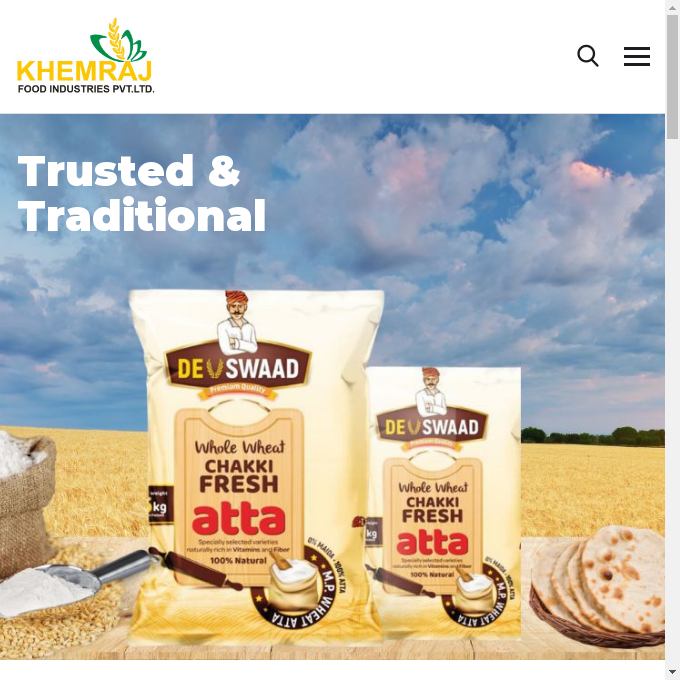 KHEMRAJ
FOOD INDUSTRIES PVT.LTD.
Trusted &
Traditional
DEVSWAAD
Premium Quality
Whole Wheat
CHAKKI
FRESH
atta
Specially selected varieties
naturally rich in Vitamins and Fiber
100% Natural
weight
kg
0% MAIDA - 100% ATTA
M.P. WHEAT ATTA
DEVSWAAD
Premium Quality
Whole Wheat
CHAKKI
FRESH
atta
Specially selected varieties
naturally rich in Vitamins and Fiber
100% Natural
weight
kg
0% MAIDA - 100% ATTA
M.P. WHEAT ATTA